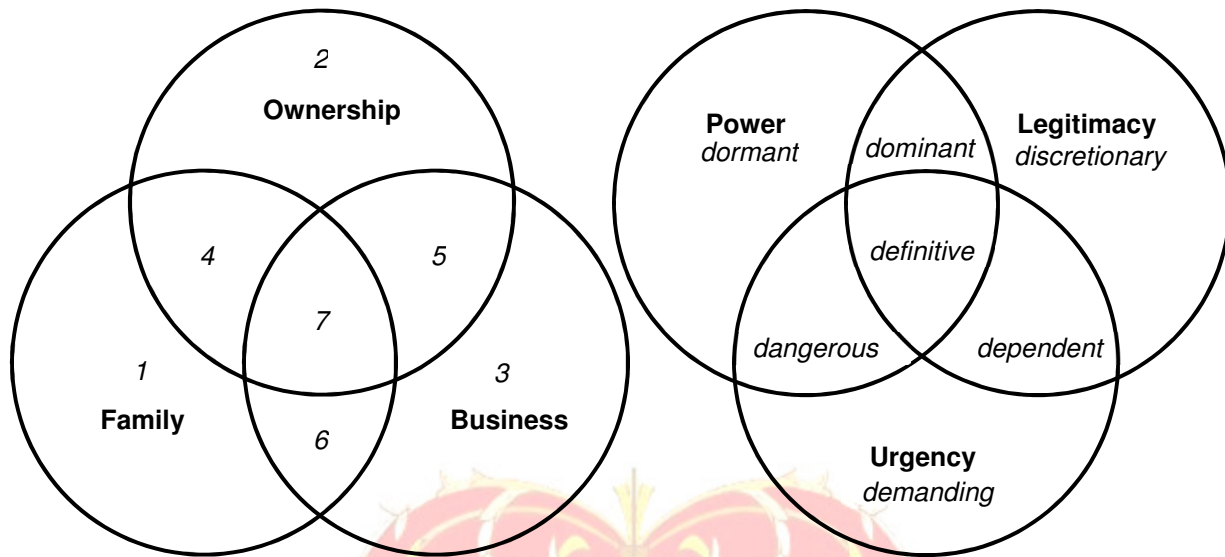 2
Ownership
4
5
7
1
3
Family
Business
6
Power
dormant
dominant
Legitimacy
discretionary
definitive
dangerous
dependent
Urgency
demanding